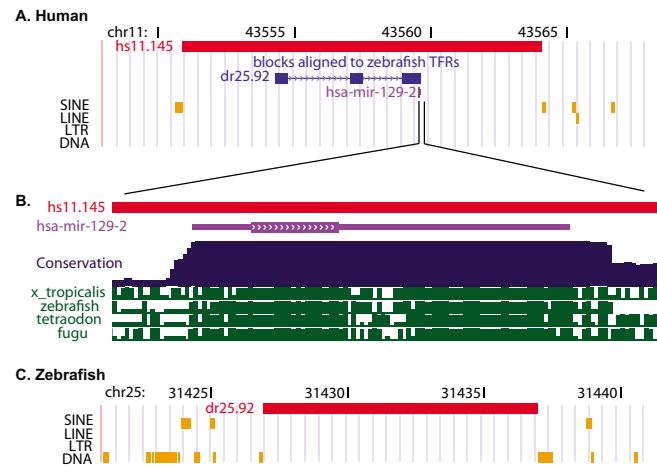 A. Human
chr11: 43555 43560 43565
hs11.145
blocks aligned to zebrafish TFRs
dr25.92
hsa-mir-129-2
SINE
LINE
LTR
DNA
B.
hs11.145
hsa-mir-129-2
Conservation
x_tropicalis
zebrafish
tetraodon
fugu
C. Zebrafish
chr25: 31425 31430 31435 31440
dr25.92
SINE
LINE
LTR
DNA